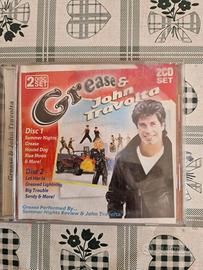 2 DISC SET
Grease &
John
Travolta
2CD
SET
Disc 1
Summer Nights
Grease
Hound Dog
Blue Moon
& More!
Disc 2
Let Her In
Greased Lightning
Big Trouble
Sandy & More!
Grease Performed By...
Summer Nights Review & John Travolta
Grease & John Travolta